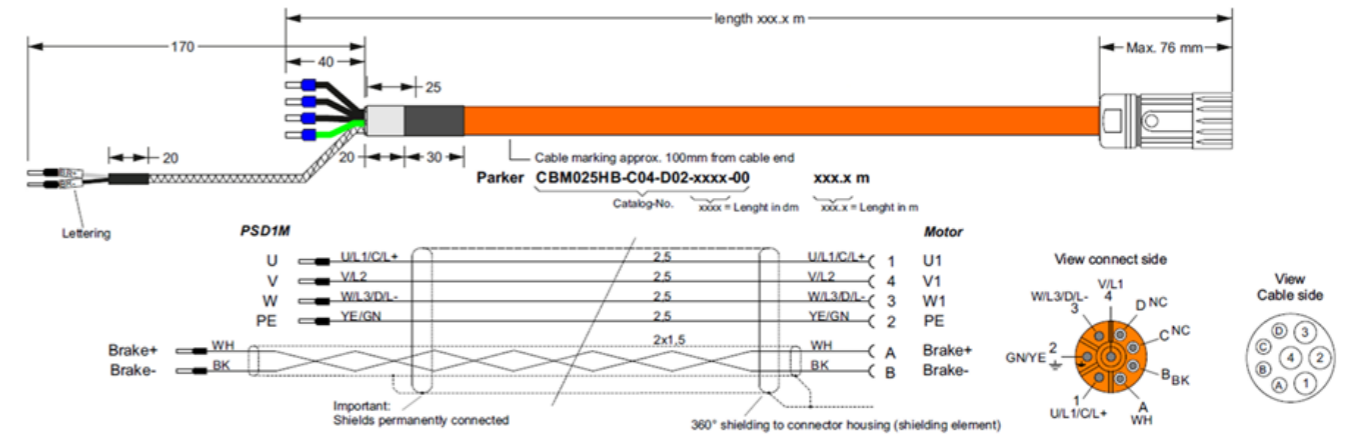 length xxx.x m
170
Max. 76 mm
40
25
20
20
30
Cable marking approx. 100mm from cable end
Parker CBM025HB-C04-D02-xxxx-00 xxx.x m
Catalog-No. xxxx = Lenght in dm xxx.x = Lenght in m
Lettering
PSD1M Motor
U U/L1/C/L+ 2,5 U/L1/C/L+ 1 U1
V V/L2 2,5 V/L2 4 V1
W W/L3/D/L- 2,5 W/L3/D/L- 3 W1
PE YE/GN 2,5 YE/GN 2 PE
2x1,5
Brake+ WH WH A Brake+
Brake- BK BK B Brake-
Important:
Shields permanently connected
360° shielding to connector housing (shielding element)
View connect side
V/L1
W/L3/D/L- 4 D NC
3
C NC
GN/YE 2
B BK
1
U/L1/C/L+
A
WH
View
Cable side
D 3
C
4 2
B
A 1